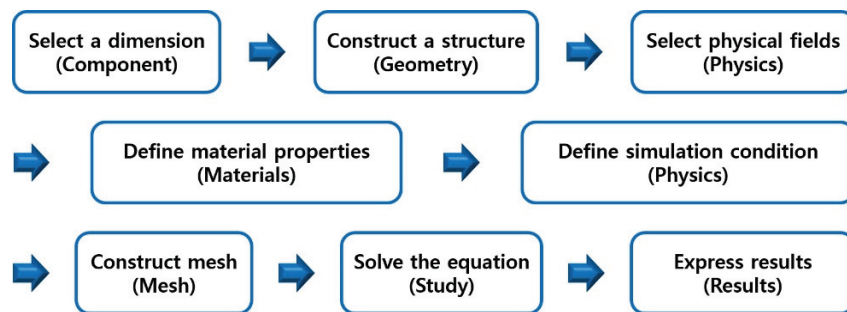 Select a dimension
(Component)
Construct a structure
(Geometry)
Select physical fields
(Physics)
Define material properties
(Materials)
Define simulation condition
(Physics)
Construct mesh
(Mesh)
Solve the equation
(Study)
Express results
(Results)